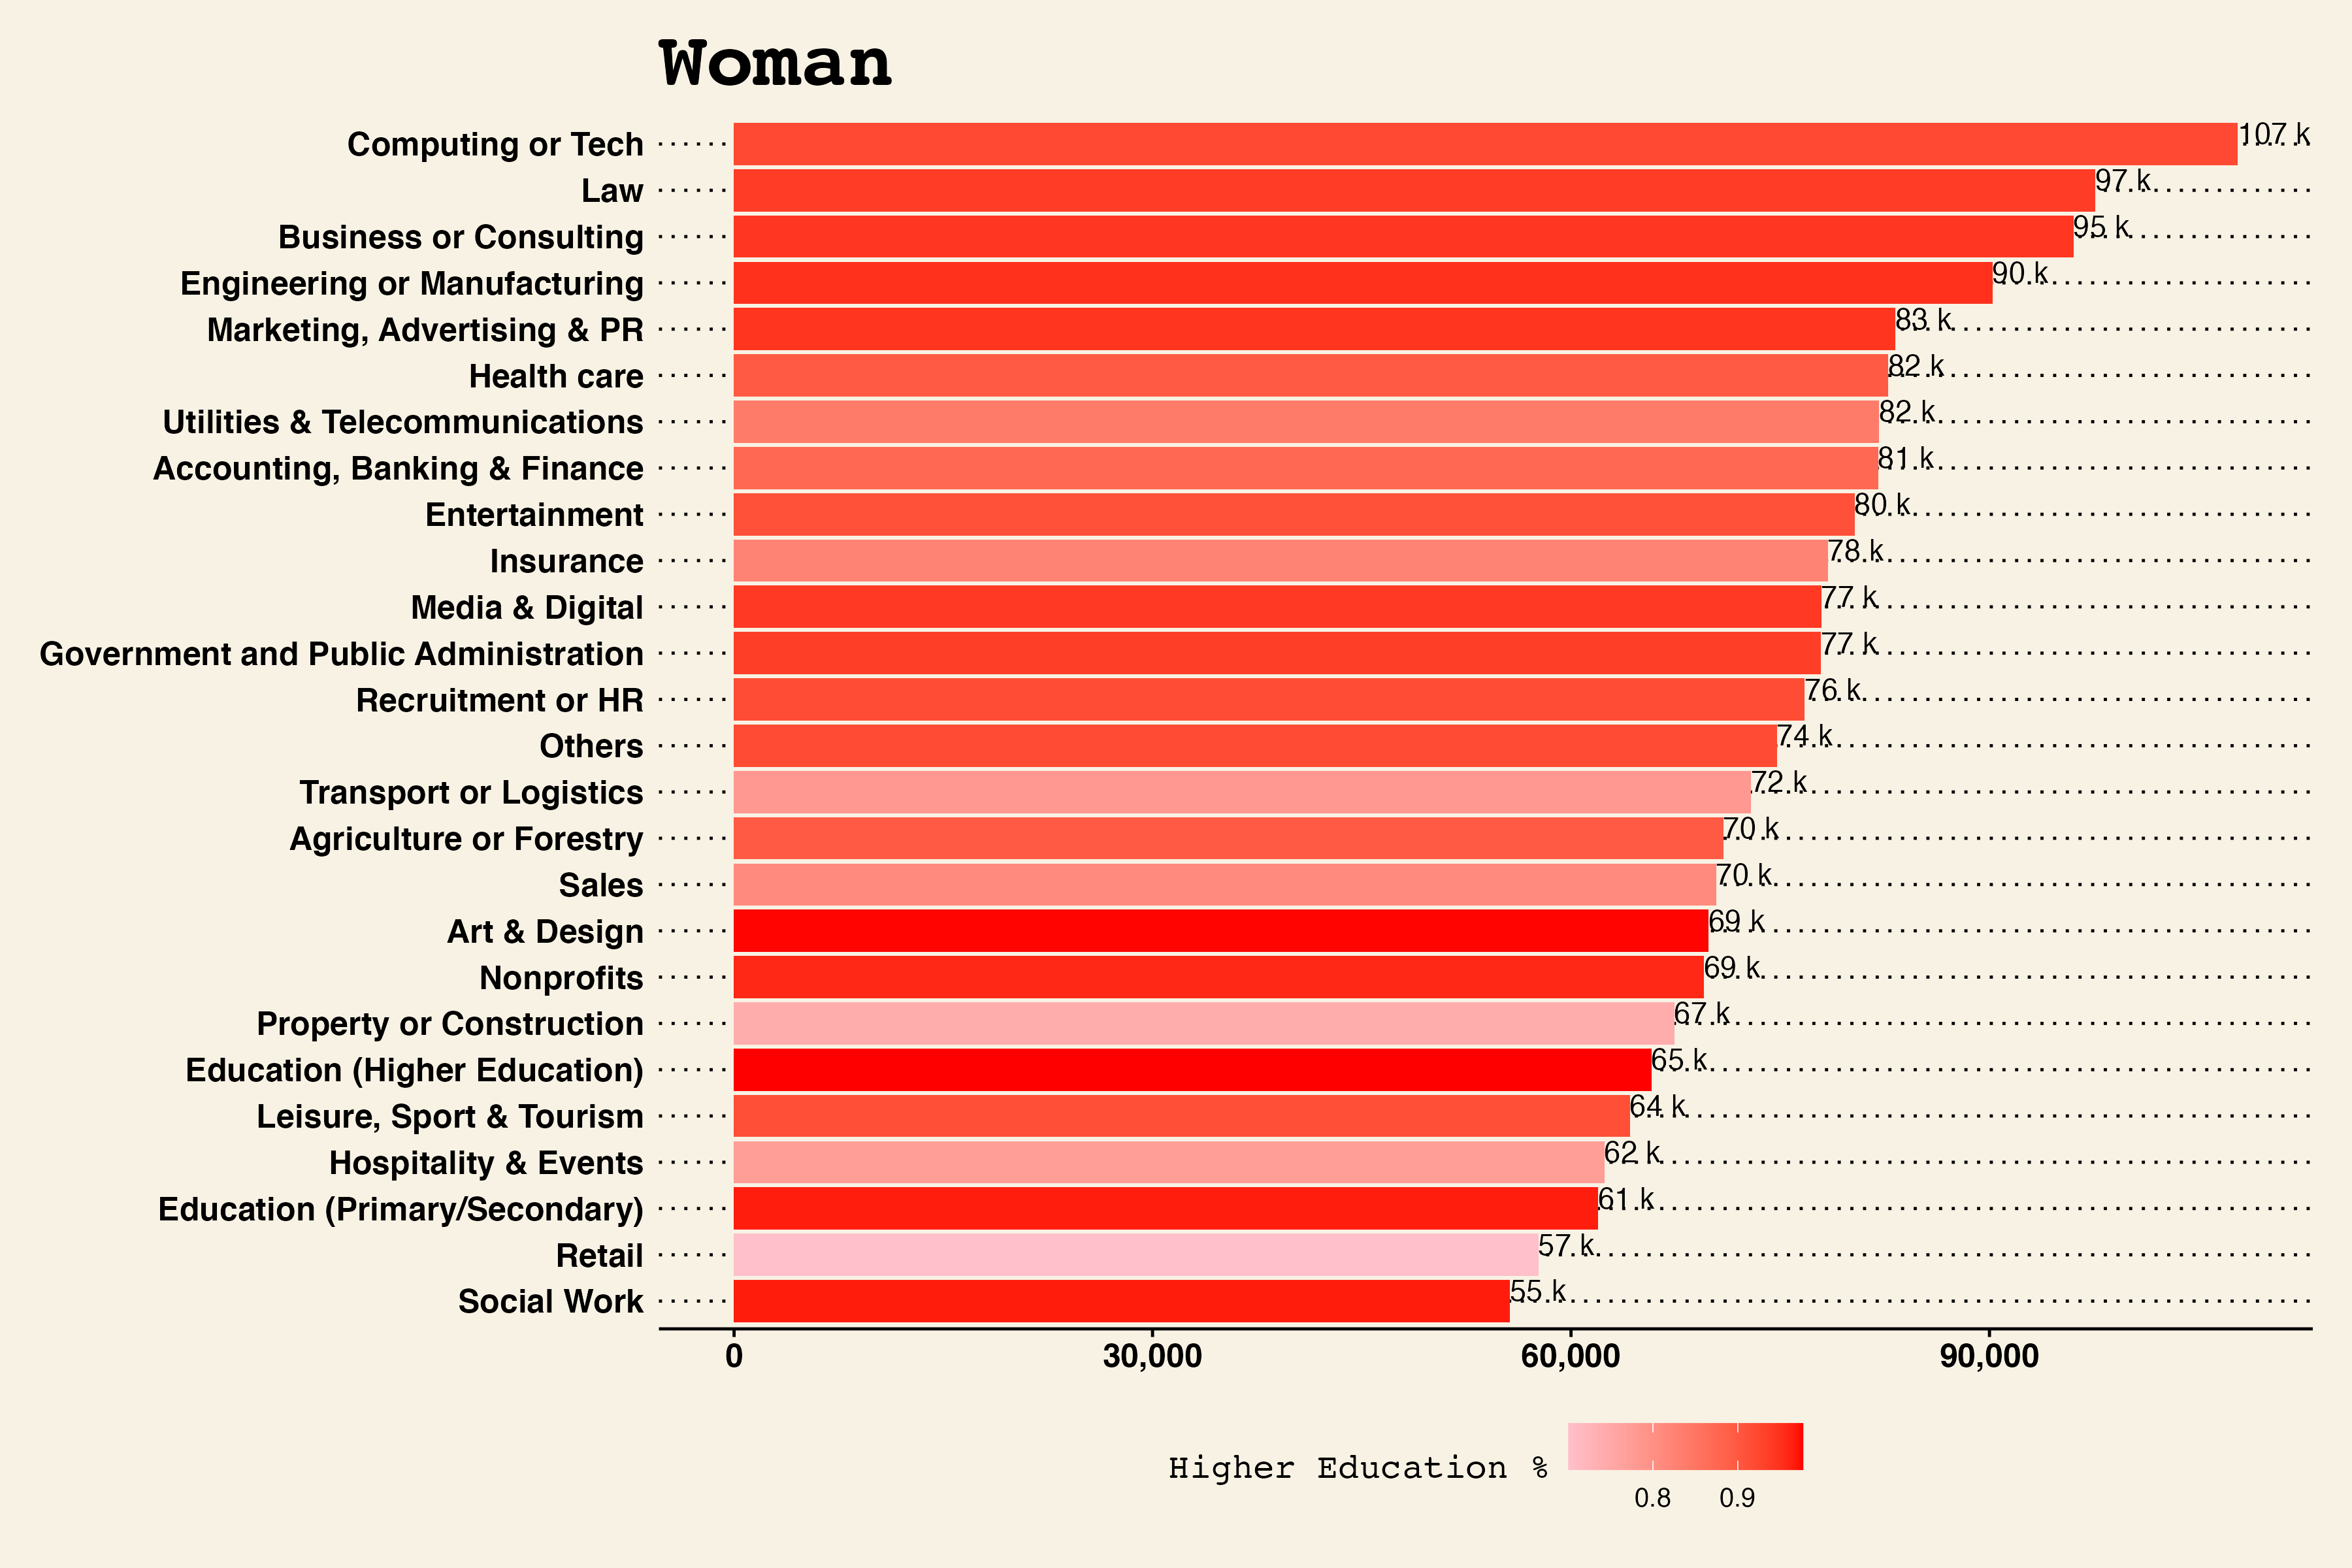 Woman
Computing or Tech 107 k
Law 97 k
Business or Consulting 95 k
Engineering or Manufacturing 90 k
Marketing, Advertising & PR 83 k
Health care 82 k
Utilities & Telecommunications 82 k
Accounting, Banking & Finance 81 k
Entertainment 80 k
Insurance 78 k
Media & Digital 77 k
Government and Public Administration 77 k
Recruitment or HR 76 k
Others 74 k
Transport or Logistics 72 k
Agriculture or Forestry 70 k
Sales 70 k
Art & Design 69 k
Nonprofits 69 k
Property or Construction 67 k
Education (Higher Education) 65 k
Leisure, Sport & Tourism 64 k
Hospitality & Events 62 k
Education (Primary/Secondary) 61 k
Retail 57 k
Social Work 55 k
0 30,000 60,000 90,000
Higher Education %
0.8 0.9